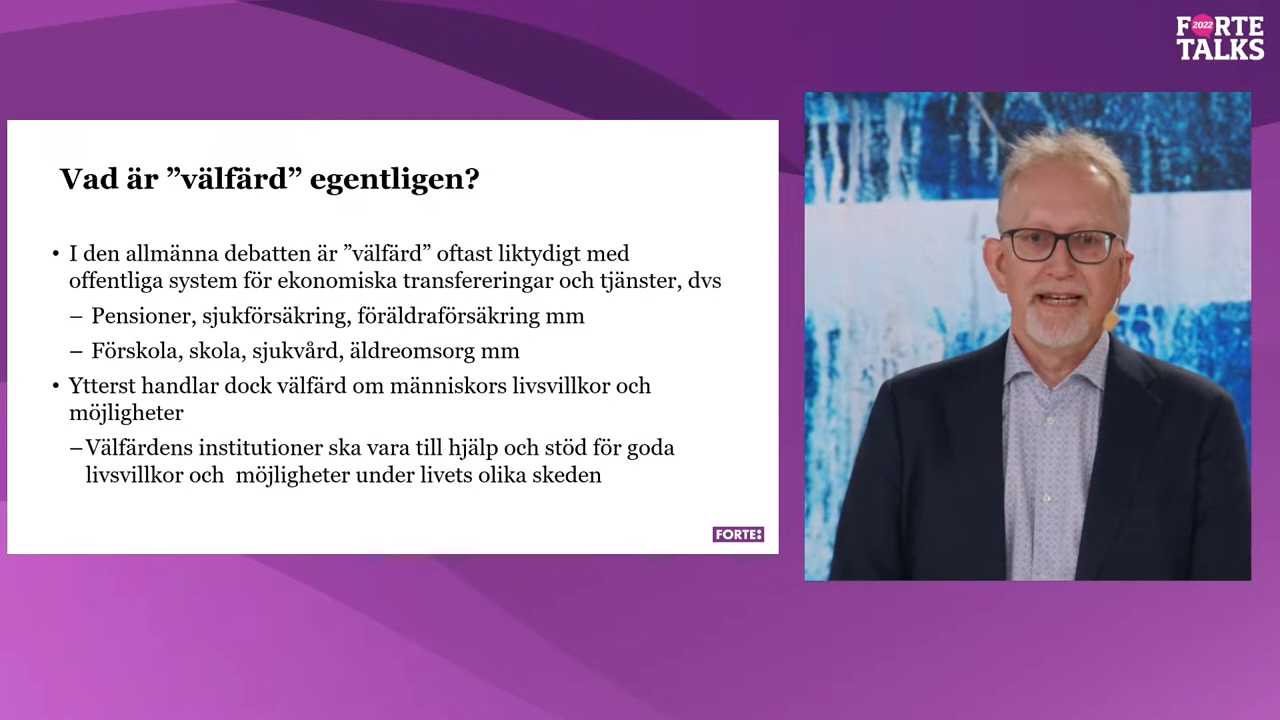 FORTE
2022
TALKS
Vad är ”välfärd” egentligen?
• I den allmänna debatten är ”välfärd” oftast liktydigt med
offentliga system för ekonomiska transfereringar och tjänster, dvs
– Pensioner, sjukförsäkring, föräldraförsäkring mm
– Förskola, skola, sjukvård, äldreomsorg mm
• Ytterst handlar dock välfärd om människors livsvillkor och
möjligheter
–Välfärdens institutioner ska vara till hjälp och stöd för goda
livsvillkor och  möjligheter under livets olika skeden
FORTE: